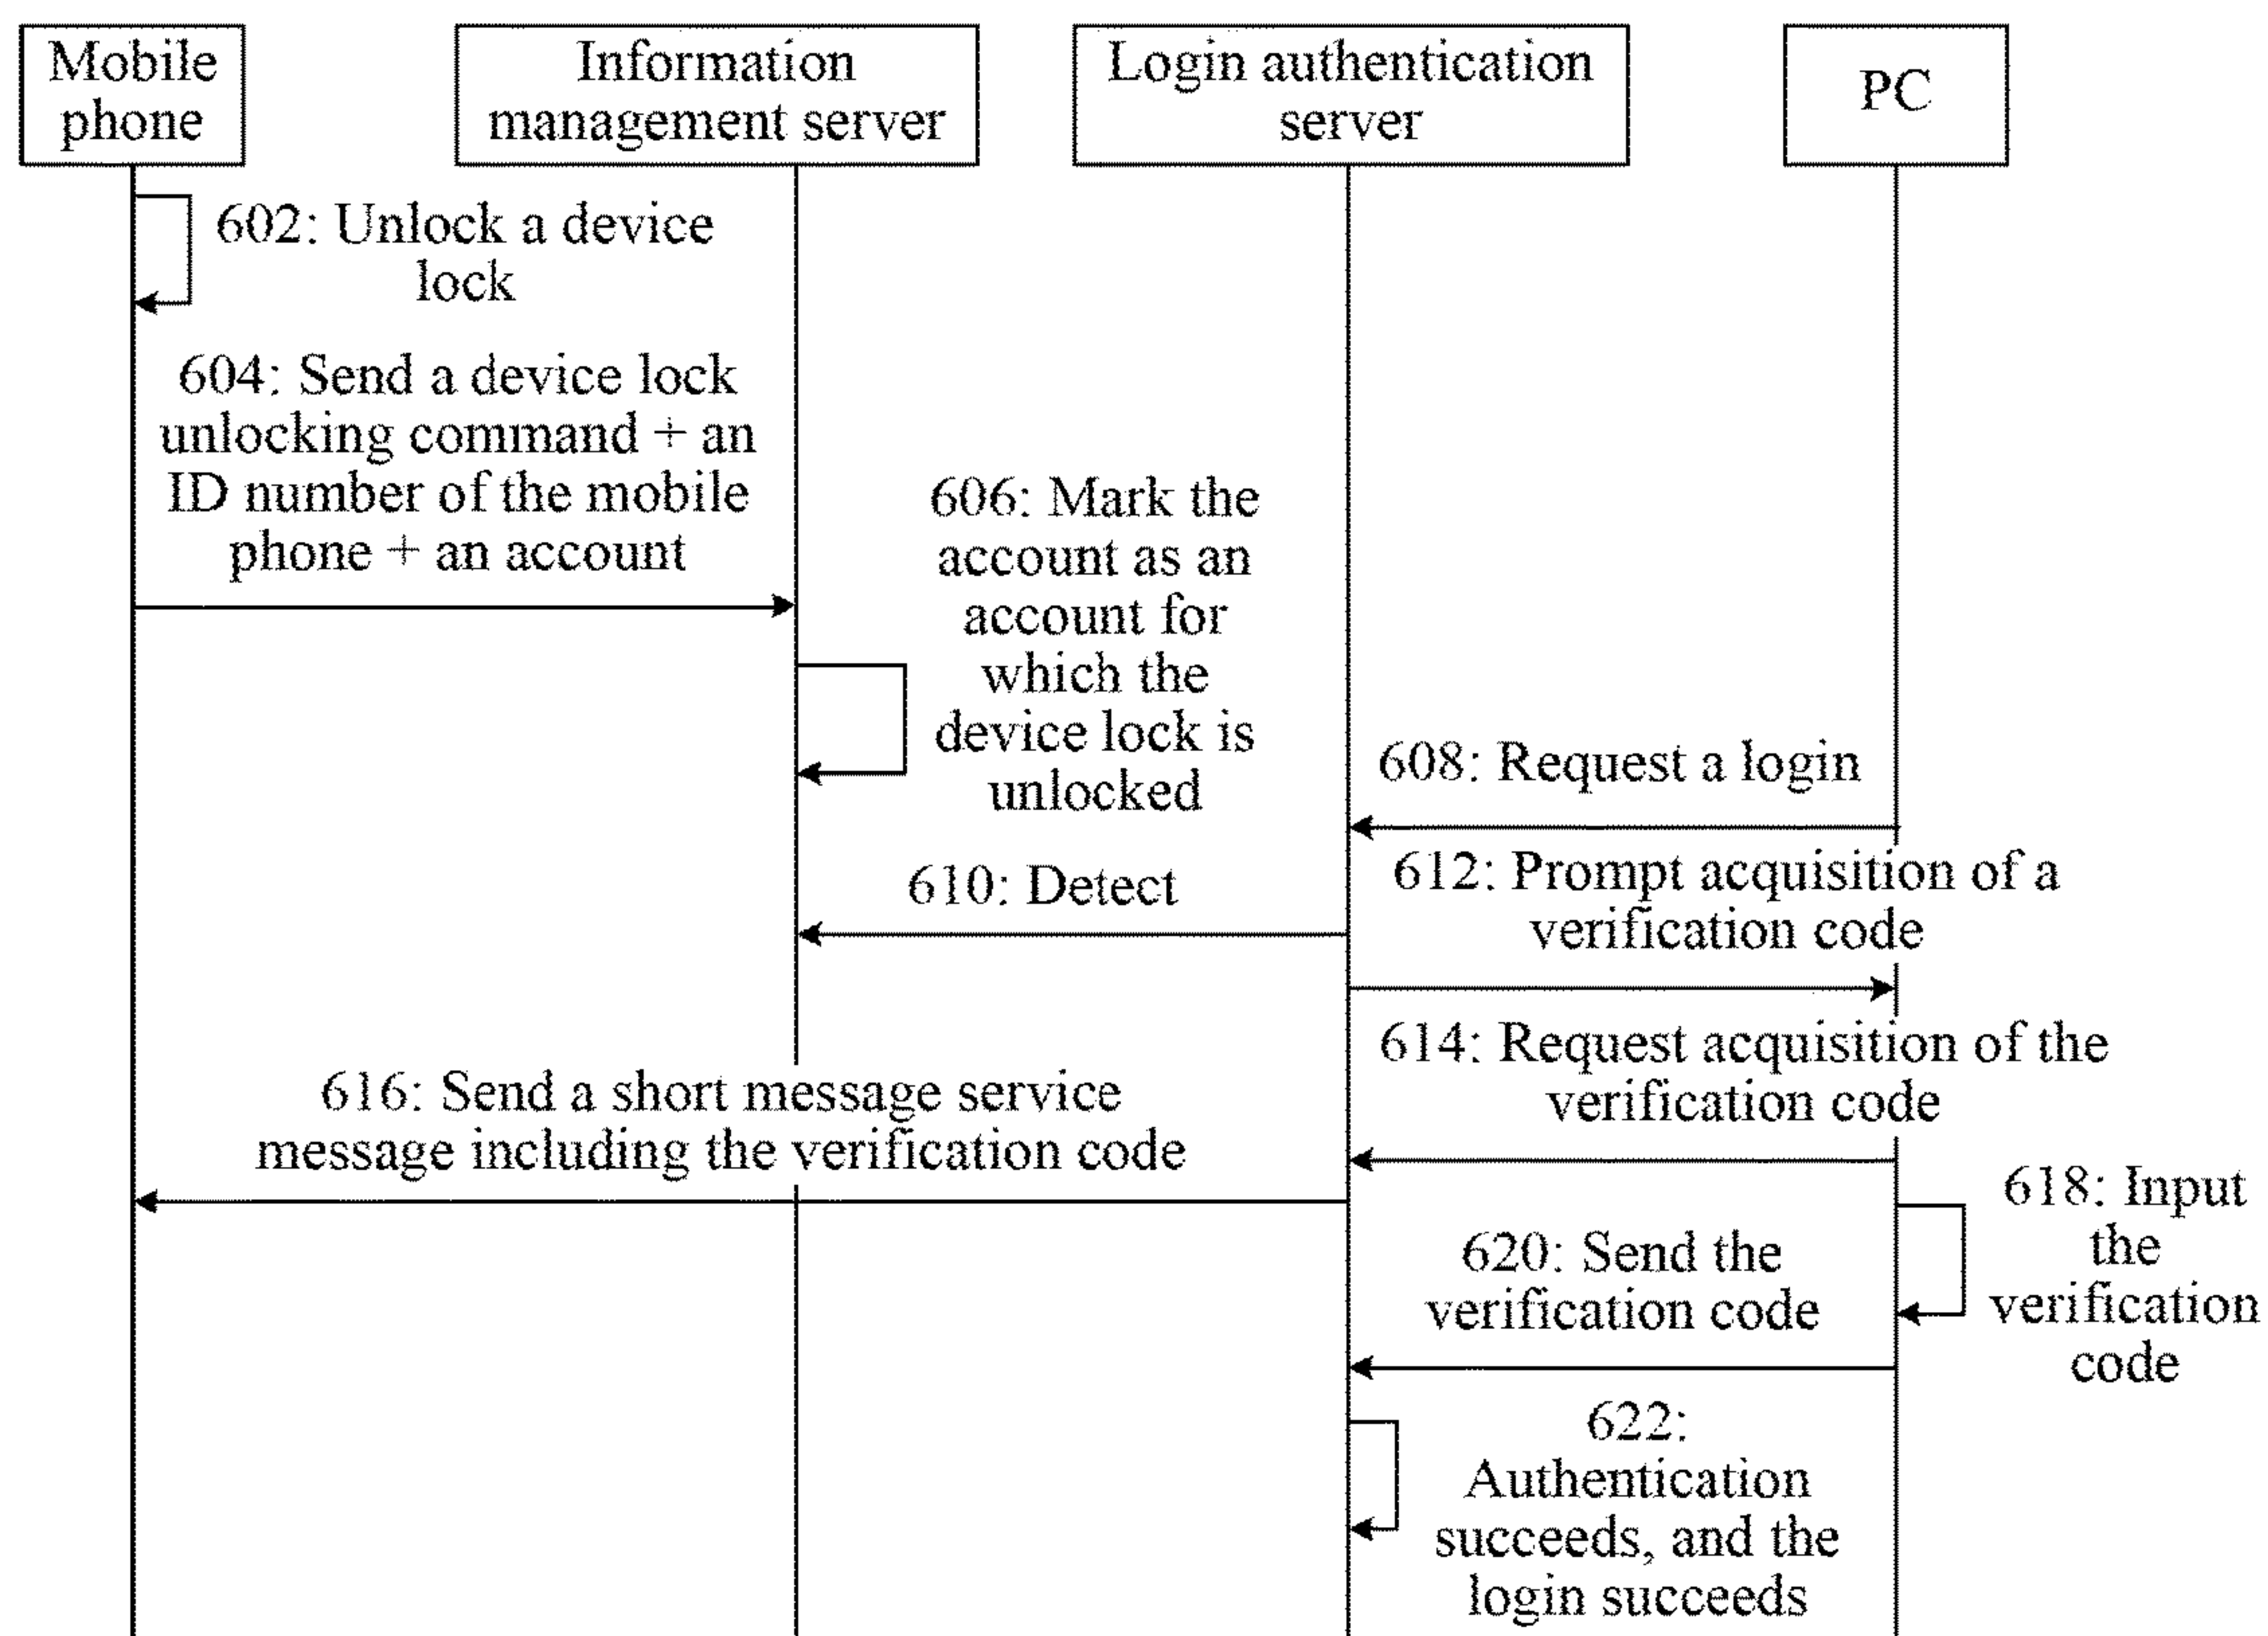 Mobile
phone
Information
management server
Login authentication
server
PC
602: Unlock a device
lock
604: Send a device lock
unlocking command + an
ID number of the mobile
phone + an account
606: Mark the
account as an
account for
which the
device lock is
unlocked
608: Request a login
610: Detect
612: Prompt acquisition of a
verification code
614: Request acquisition of the
verification code
616: Send a short message service
message including the verification code
618: Input
the
verification
code
620: Send the
verification code
622:
Authentication
succeeds, and the
login succeeds